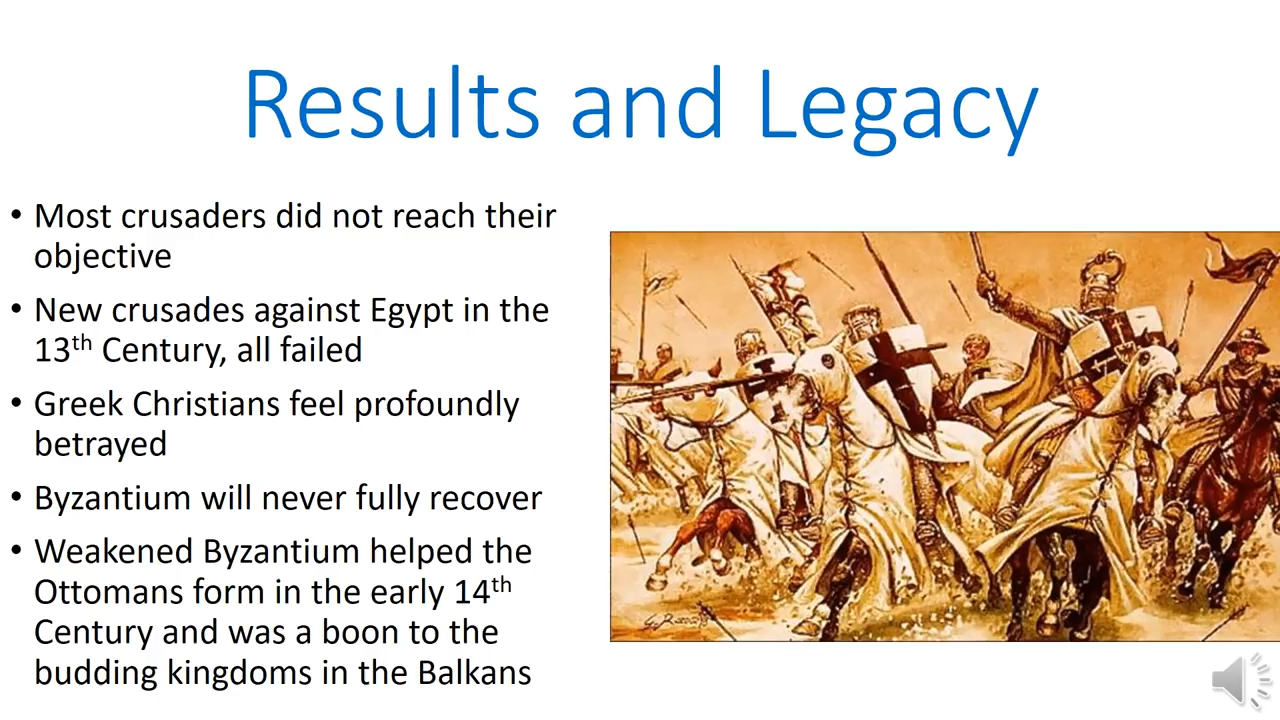 Results and Legacy
• Most crusaders did not reach their
objective
• New crusades against Egypt in the
13th Century, all failed
• Greek Christians feel profoundly
betrayed
• Byzantium will never fully recover
• Weakened Byzantium helped the
Ottomans form in the early 14th
Century and was a boon to the
budding kingdoms in the Balkans